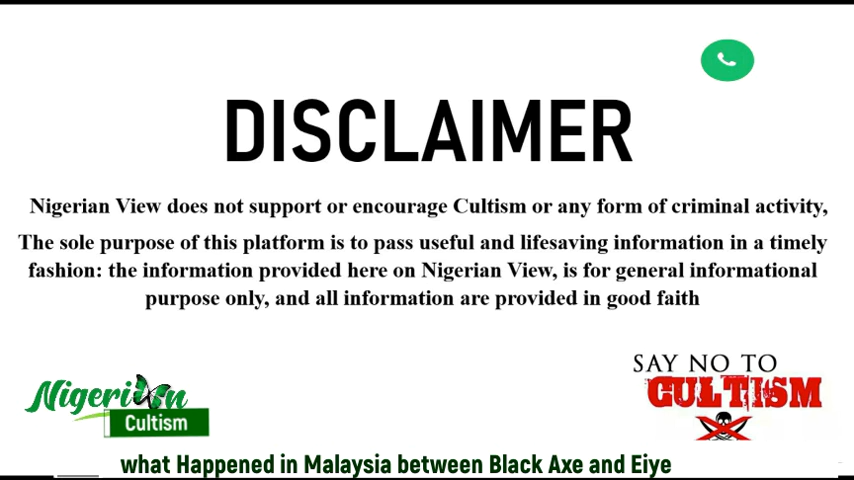 DISCLAIMER
Nigerian View does not support or encourage Cultism or any form of criminal activity,
The sole purpose of this platform is to pass useful and lifesaving information in a timely
fashion: the information provided here on Nigerian View, is for general informational
purpose only, and all information are provided in good faith
SAY NO TO
CULTISM
Nigerian
Cultism
what Happened in Malaysia between Black Axe and Eiye